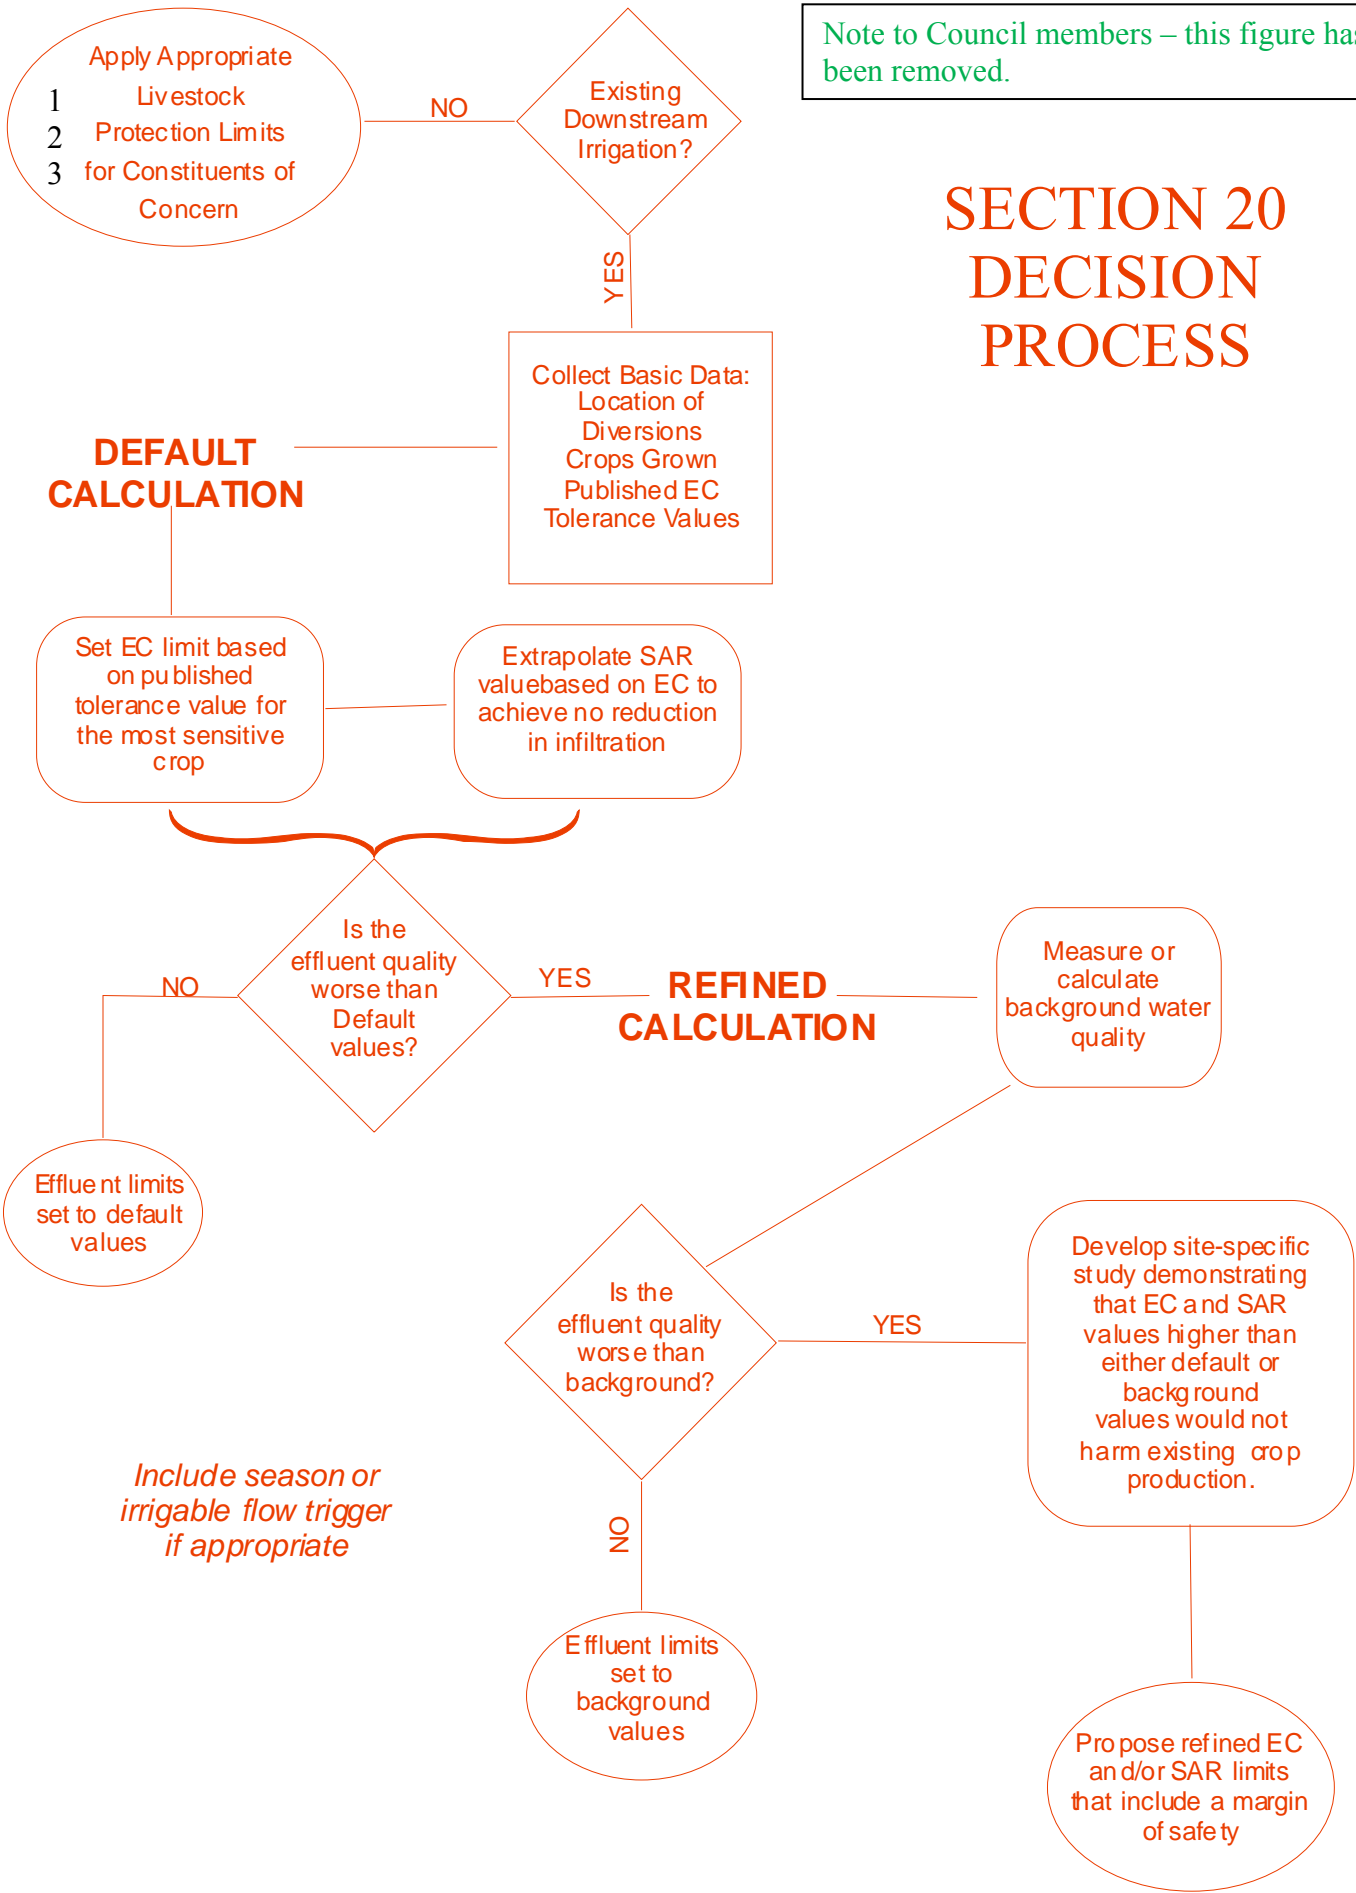 Note to Council members – this figure has
been removed.
Apply Appropriate
Livestock
Protection Limits
for Constituents of
Concern
1
2
3
NO
Existing
Downstream
Irrigation?
SECTION 20
DECISION
PROCESS
YES
Collect Basic Data:
Location of
Diversions
Crops Grown
Published EC
Tolerance Values
DEFAULT
CALCULATION
Set EC limit based
on published
tolerance value for
the most sensitive
crop
Extrapolate SAR
valuebased on EC to
achieve no reduction
in infiltration
Is the
effluent quality
worse than
Default
values?
NO
YES
REFINED
CALCULATION
Measure or
calculate
background water
quality
Effluent limits
set to default
values
Is the
effluent quality
worse than
background?
YES
Develop site-specific
study demonstrating
that EC and SAR
values higher than
either default or
background
values would not
harm existing crop
production.
Include season or
irrigable flow trigger
if appropriate
NO
Effluent limits
set to
background
values
Propose refined EC
and/or SAR limits
that include a margin
of safety